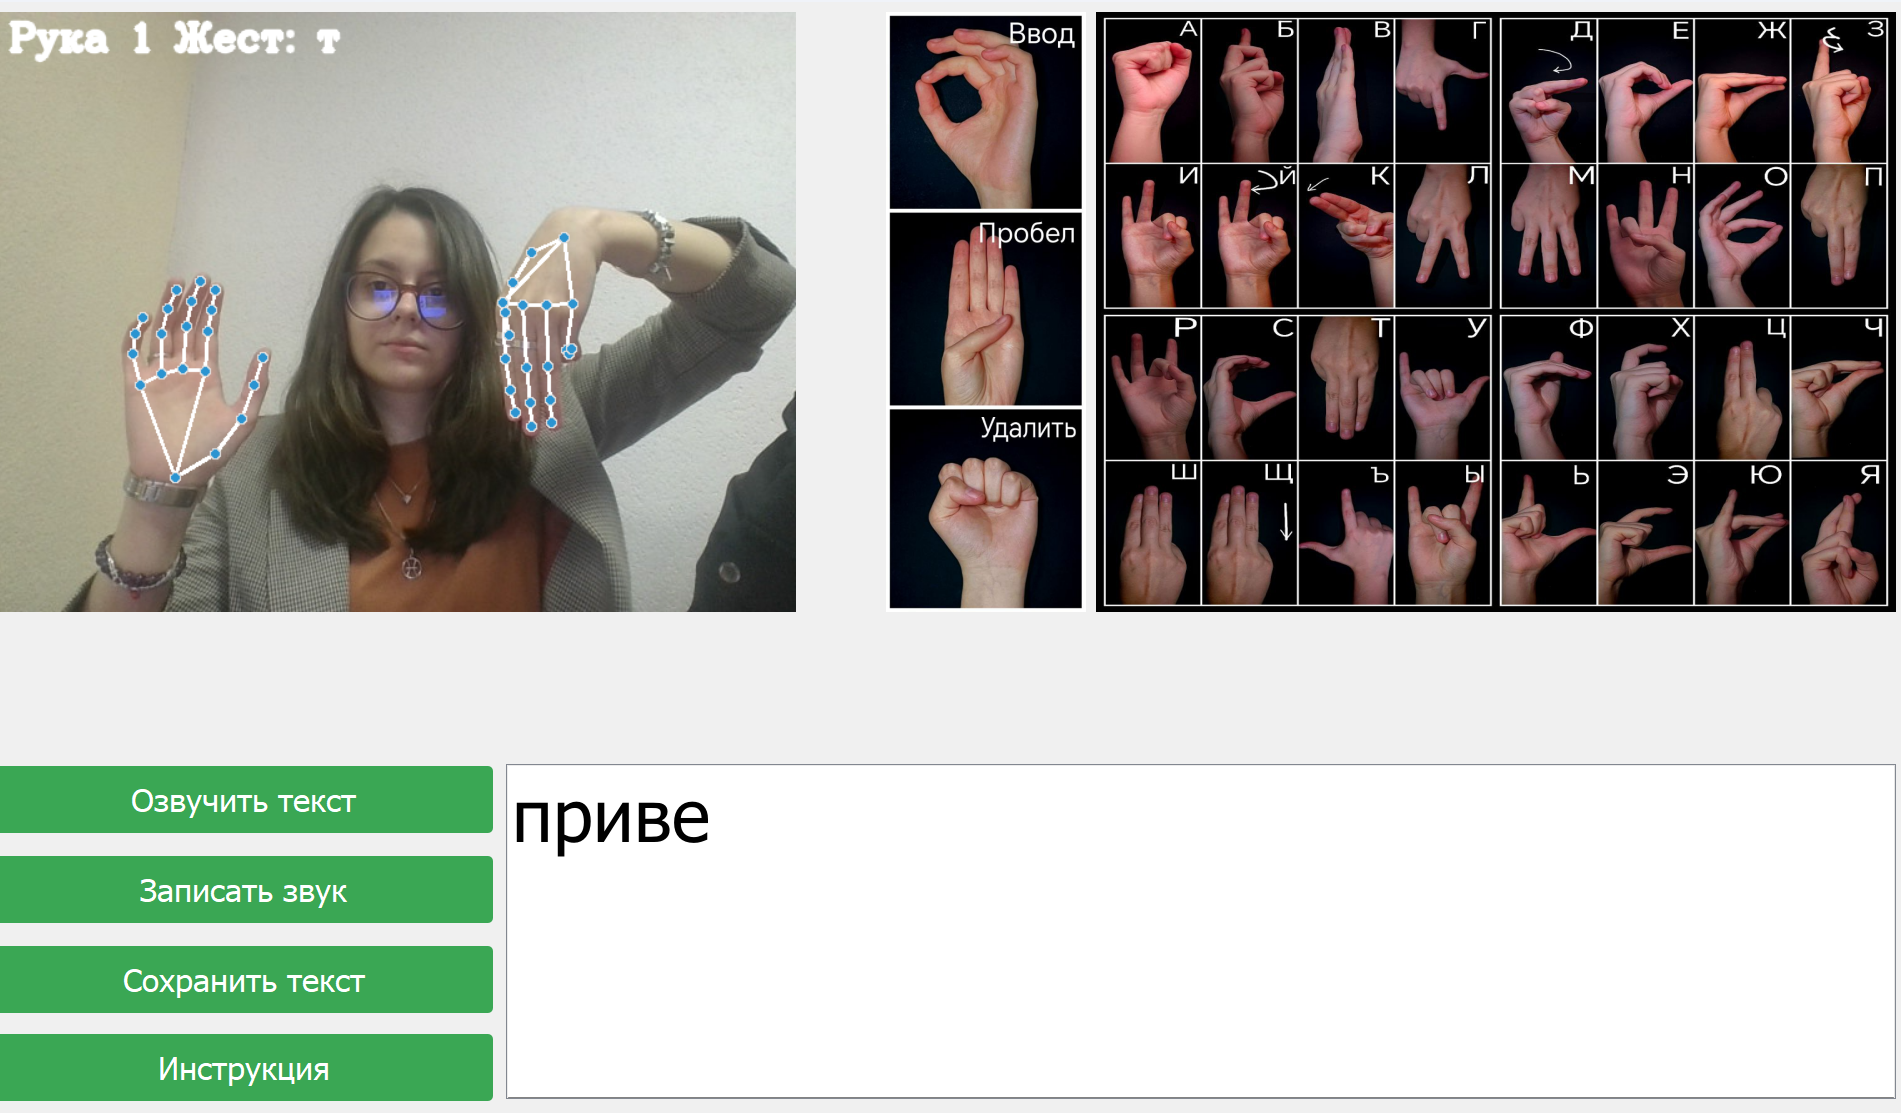 Рука 1 Жест: т
Ввод
Пробел
Удалить
А Б В Г Д Е Ж З
И Й К Л М Н О П
Р С Т У Ф Х Ц Ч
Ш Щ Ъ Ы Ь Э Ю Я
Озвучить текст
приве
Записать звук
Сохранить текст
Инструкция